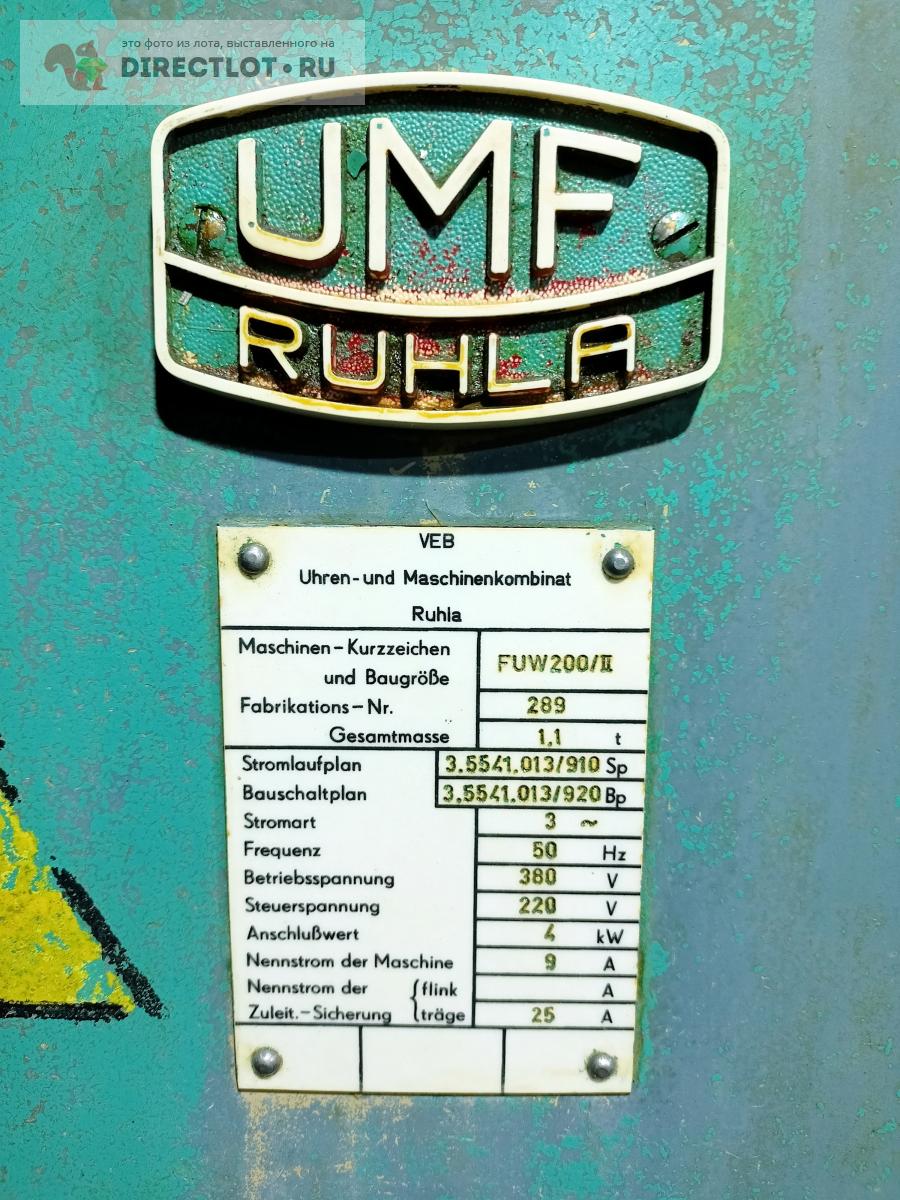 это фото из лота, выставленного на
DIRECTLOT.RU
UMF
RUHLA
VEB
Uhren-und Maschinenkombinat
Ruhla
Maschinen-Kurzzeichen
und Baugröße FUW200/II
Fabrikations-Nr. 289
Gesamtmasse 1,1 t
Stromlaufplan 3.5541.013/910 Sp
Bauschaltplan 3.5541.013/920 Bp
Stromart 3 ~
Frequenz 50 Hz
Betriebsspannung 380 V
Steuerspannung 220 V
Anschlußwert 4 kW
Nennstrom der Maschine 9 A
Nennstrom der { flink A
Zuleit.-Sicherung { träge 25 A